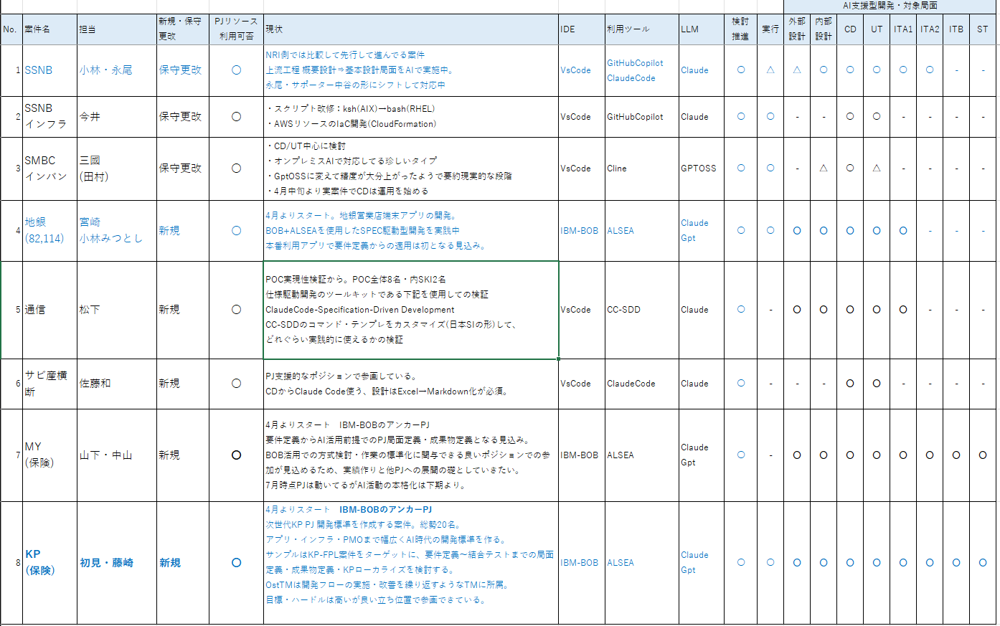 AI支援型開発・対象局面
No. 案件名 担当 新規・保守更改 PJリソース利用可否 現状 IDE 利用ツール LLM 検討推進 実行 外部設計 内部設計 CD UT ITA1 ITA2 ITB ST
1 SSNB 小林・永尾 保守更改 〇
NRI側では比較して先行して進んでる案件
上流工程 概要設計⇒基本設計局面をAIで実施中。
永尾・サポーター中谷の形にシフトして対応中
VsCode
GitHubCopilot
ClaudeCode
Claude 〇 △ △ 〇 〇 〇 〇 〇 - -
2 SSNB
インフラ
今井 保守更改 〇
・スクリプト改修：ksh(AIX)→bash(RHEL)
・AWSリソースのIaC開発(CloudFormation)
VsCode GitHubCopilot Claude 〇 〇 - - 〇 〇 - - - -
3 SMBC
インバン
三國
(田村)
保守更改 〇
・CD/UT中心に検討
・オンプレミスAIで対応してる珍しいタイプ
・GptOSSに変えて精度が大分上がったようで要約現実的な段階
・4月中旬より実案件でCDは運用を始める
VsCode Cline GPTOSS 〇 〇 - △ 〇 △ - - - -
4 地銀
(82,114)
宮崎
小林みつとし
新規 〇
4月よりスタート。地銀営業店端末アプリの開発。
BOB+ALSEAを使用したSPEC駆動型開発を実践中
本番利用アプリで要件定義からの適用は初となる見込み。
IBM-BOB ALSEA
Claude
Gpt
〇 〇 〇 〇 〇 〇 〇 - - -
5 通信 松下 新規 〇
POC実現性検証から。POC全体8名・内SKI2名
仕様駆動開発のツールキットである下記を使用しての検証
ClaudeCode-Specification-Driven Development
CC-SDDのコマンド・テンプレをカスタマイズ(日本SIの形)して、
どれぐらい実践的に使えるかの検証
VsCode CC-SDD Claude 〇 - 〇 〇 〇 〇 〇 - - -
6 サビ産横
断
佐藤和 新規 〇
PJ支援的なポジションで参画している。
CDからClaude Code使う、設計はExcel→Markdown化が必須。
VsCode ClaudeCode Claude 〇 - - - 〇 〇 - - - -
7 MY
(保険)
山下・中山 新規 〇
4月よりスタート　IBM-BOBのアンカーPJ
要件定義からAI活用前提でのPJ局面定義・成果物定義となる見込み。
BOB活用での方式検討・作業の標準化に関与できる良いポジションでの参
加が見込めるため、実績作りと他PJへの展開の礎としていきたい。
7月時点PJは動いてるがAI活動の本格化は下期より。
IBM-BOB ALSEA
Claude
Gpt
〇 - 〇 〇 〇 〇 〇 〇 〇 〇
8 KP
(保険)
初見・藤崎 新規 〇
4月よりスタート　IBM-BOBのアンカーPJ
次世代KP PJ 開発標準を作成する案件。総勢20名。
アプリ・インフラ・PMOまで幅広くAI時代の開発標準を作る。
サンプルはKP-FPL案件をターゲットに、要件定義～結合テストまでの局面
定義・成果物定義・KPローカライズを検討する。
OstTMは開発フローの実施・改善を繰り返すようなTMに所属。
目標・ハードルは高いが良い立ち位置で参画できている。
IBM-BOB ALSEA
Claude
Gpt
〇 〇 〇 〇 〇 〇 〇 〇 〇 〇